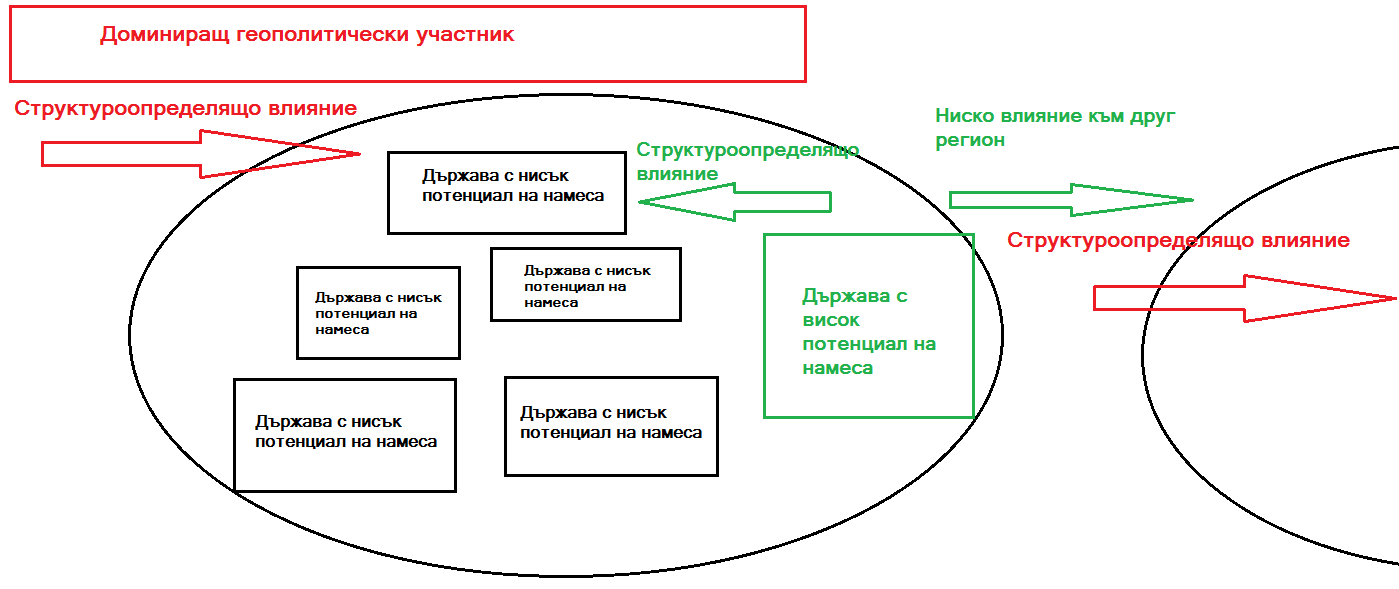 Доминиращ геополитически участник
Структуроопределящо влияние
Държава с нисък
потенциал на намеса
Структуроопределящо
влияние
Ниско влияние към друг
регион
Структуроопределящо влияние
Държава с нисък
потенциал на
намеса
Държава с нисък
потенциал на
намеса
Държава с
висок
потенциал на
намеса
Държава с нисък
потенциал на намеса
Държава с нисък
потенциал на намеса